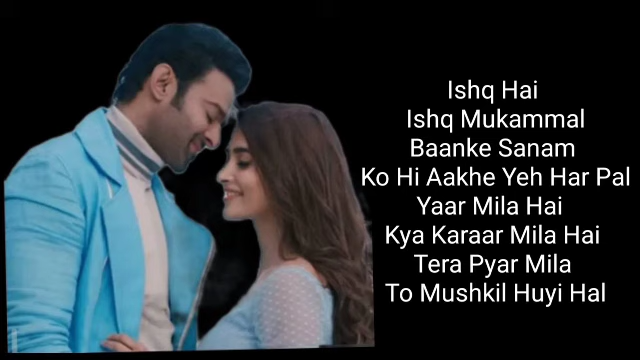 Ishq Hai
Ishq Mukammal
Baanke Sanam
Ko Hi Aakhe Yeh Har Pal
Yaar Mila Hai
Kya Karaar Mila Hai
Tera Pyar Mila
To Mushkil Huyi Hal